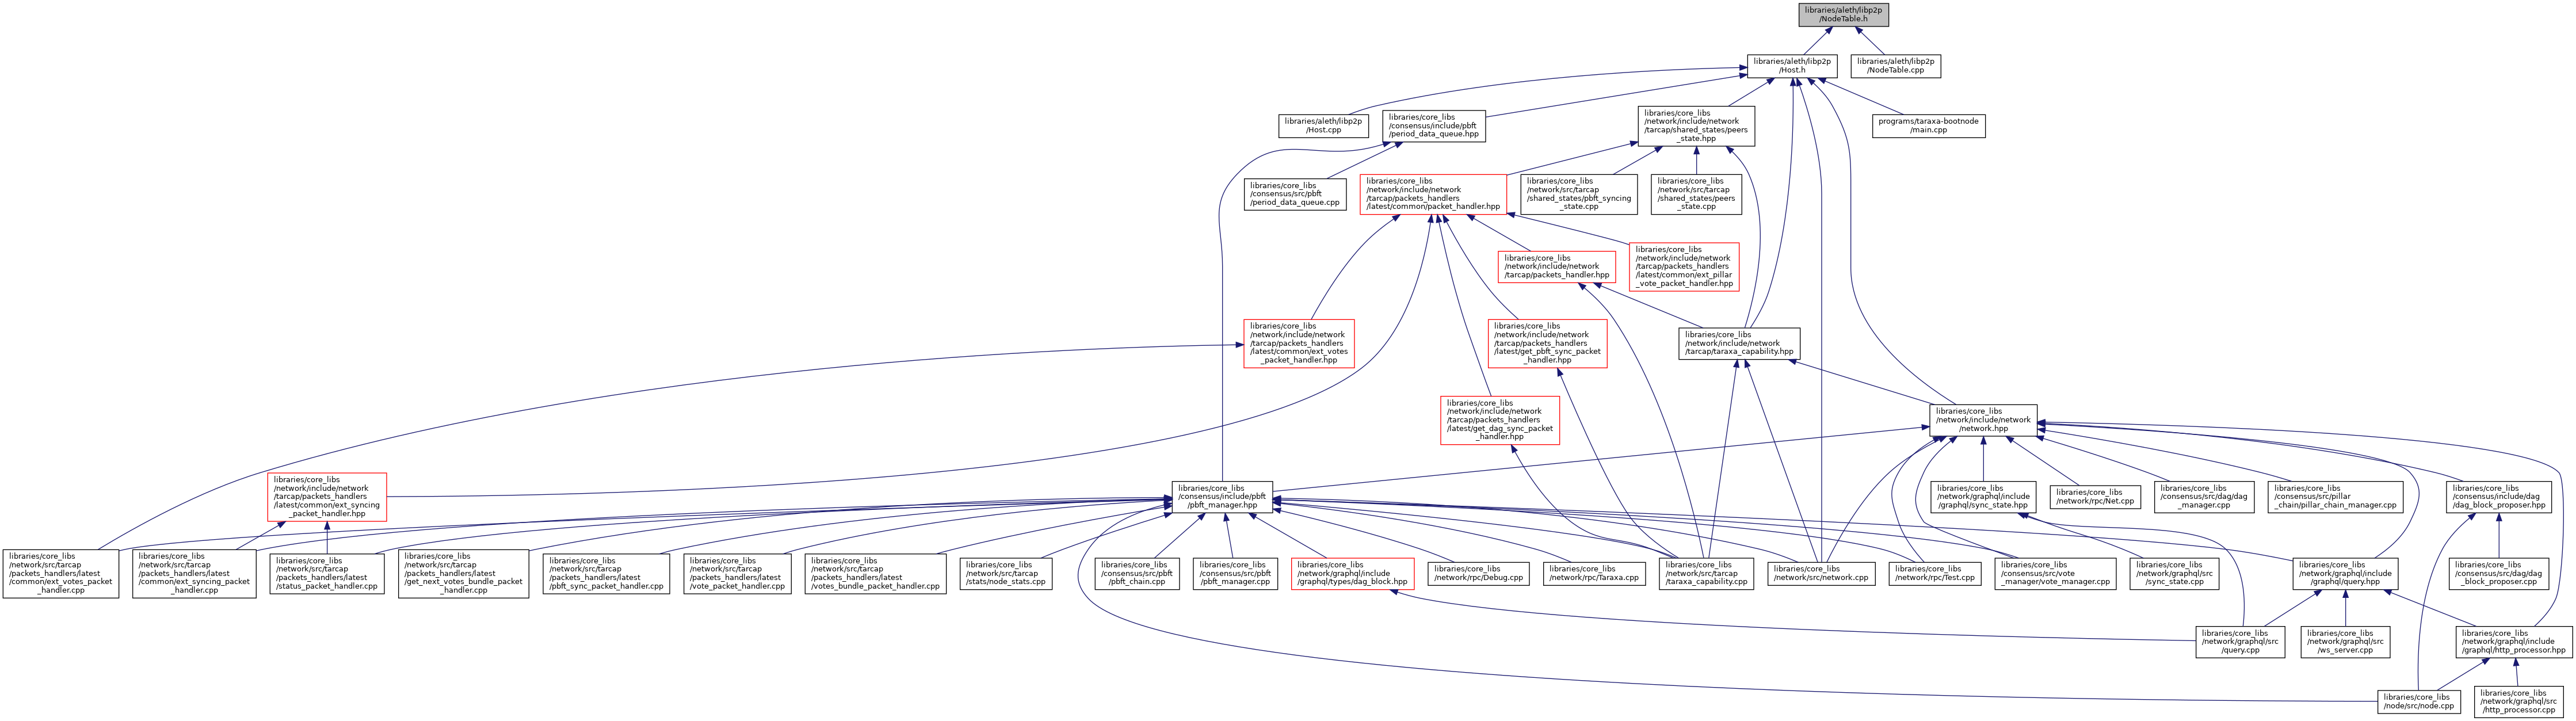 libraries/aleth/libp2p
/NodeTable.h
libraries/aleth/libp2p
/Host.h
libraries/aleth/libp2p
/NodeTable.cpp
libraries/aleth/libp2p
/Host.cpp
libraries/core_libs
/consensus/include/pbft
/period_data_queue.hpp
libraries/core_libs
/network/include/network
/tarcap/shared_states/peers
_state.hpp
programs/taraxa-bootnode
/main.cpp
libraries/core_libs
/consensus/src/pbft
/period_data_queue.cpp
libraries/core_libs
/network/include/network
/tarcap/packets_handlers
/latest/common/packet_handler.hpp
libraries/core_libs
/network/src/tarcap
/shared_states/pbft_syncing
_state.cpp
libraries/core_libs
/network/src/tarcap
/shared_states/peers
_state.cpp
libraries/core_libs
/network/include/network
/tarcap/packets_handler.hpp
libraries/core_libs
/network/include/network
/tarcap/packets_handlers
/latest/common/ext_pillar
_vote_packet_handler.hpp
libraries/core_libs
/network/include/network
/tarcap/packets_handlers
/latest/common/ext_votes
_packet_handler.hpp
libraries/core_libs
/network/include/network
/tarcap/packets_handlers
/latest/get_pbft_sync_packet
_handler.hpp
libraries/core_libs
/network/include/network
/tarcap/taraxa_capability.hpp
libraries/core_libs
/network/include/network
/tarcap/packets_handlers
/latest/get_dag_sync_packet
_handler.hpp
libraries/core_libs
/network/include/network
/network.hpp
libraries/core_libs
/network/include/network
/tarcap/packets_handlers
/latest/common/ext_syncing
_packet_handler.hpp
libraries/core_libs
/consensus/include/pbft
/pbft_manager.hpp
libraries/core_libs
/network/graphql/include
/graphql/sync_state.hpp
libraries/core_libs
/network/rpc/Net.cpp
libraries/core_libs
/consensus/src/dag/dag
_manager.cpp
libraries/core_libs
/consensus/src/pillar
_chain/pillar_chain_manager.cpp
libraries/core_libs
/consensus/include/dag
/dag_block_proposer.hpp
libraries/core_libs
/network/src/tarcap
/packets_handlers/latest
/common/ext_votes_packet
_handler.cpp
libraries/core_libs
/network/src/tarcap
/packets_handlers/latest
/common/ext_syncing_packet
_handler.cpp
libraries/core_libs
/network/src/tarcap
/packets_handlers/latest
/status_packet_handler.cpp
libraries/core_libs
/network/src/tarcap
/packets_handlers/latest
/get_next_votes_bundle_packet
_handler.cpp
libraries/core_libs
/network/src/tarcap
/packets_handlers/latest
/pbft_sync_packet_handler.cpp
libraries/core_libs
/network/src/tarcap
/packets_handlers/latest
/vote_packet_handler.cpp
libraries/core_libs
/network/src/tarcap
/packets_handlers/latest
/votes_bundle_packet_handler.cpp
libraries/core_libs
/network/src/tarcap
/stats/node_stats.cpp
libraries/core_libs
/consensus/src/pbft
/pbft_chain.cpp
libraries/core_libs
/consensus/src/pbft
/pbft_manager.cpp
libraries/core_libs
/network/graphql/include
/graphql/types/dag_block.hpp
libraries/core_libs
/network/rpc/Debug.cpp
libraries/core_libs
/network/rpc/Taraxa.cpp
libraries/core_libs
/network/src/tarcap
/taraxa_capability.cpp
libraries/core_libs
/network/src/network.cpp
libraries/core_libs
/network/rpc/Test.cpp
libraries/core_libs
/consensus/src/vote
_manager/vote_manager.cpp
libraries/core_libs
/network/graphql/src
/sync_state.cpp
libraries/core_libs
/network/graphql/include
/graphql/query.hpp
libraries/core_libs
/consensus/src/dag/dag
_block_proposer.cpp
libraries/core_libs
/network/graphql/src
/query.cpp
libraries/core_libs
/network/graphql/src
/ws_server.cpp
libraries/core_libs
/network/graphql/include
/graphql/http_processor.hpp
libraries/core_libs
/node/src/node.cpp
libraries/core_libs
/network/graphql/src
/http_processor.cpp